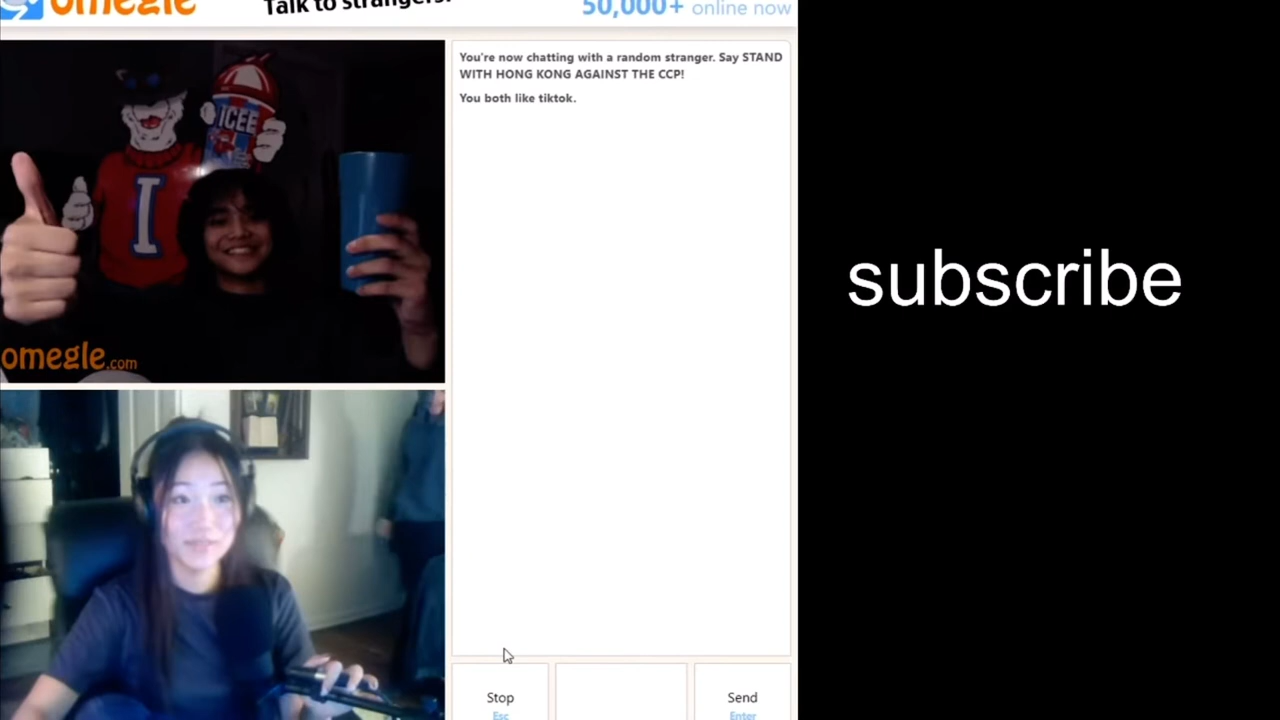 omegle
Talk to strangers!
50,000+ online now
You're now chatting with a random stranger. Say STAND
WITH HONG KONG AGAINST THE CCP!
You both like tiktok.
ICEE
I
omegle.com
subscribe
Stop
Esc
Send
Enter